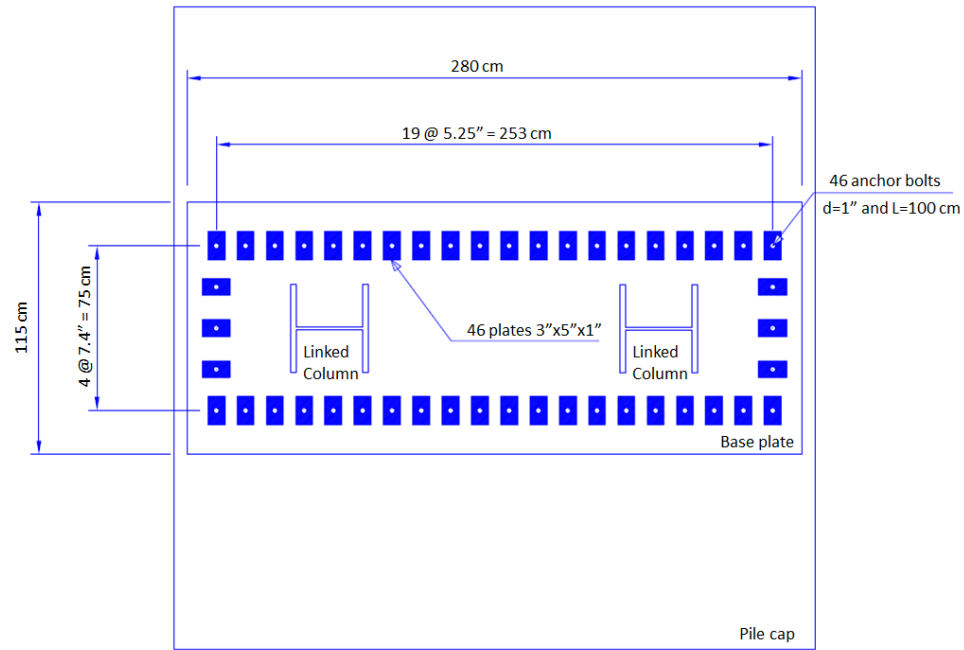 280 cm
19 @ 5.25” = 253 cm
46 anchor bolts
d=1” and L=100 cm
115 cm
4 @ 7.4” = 75 cm
46 plates 3”x5”x1”
Linked
Column
Linked
Column
Base plate
Pile cap